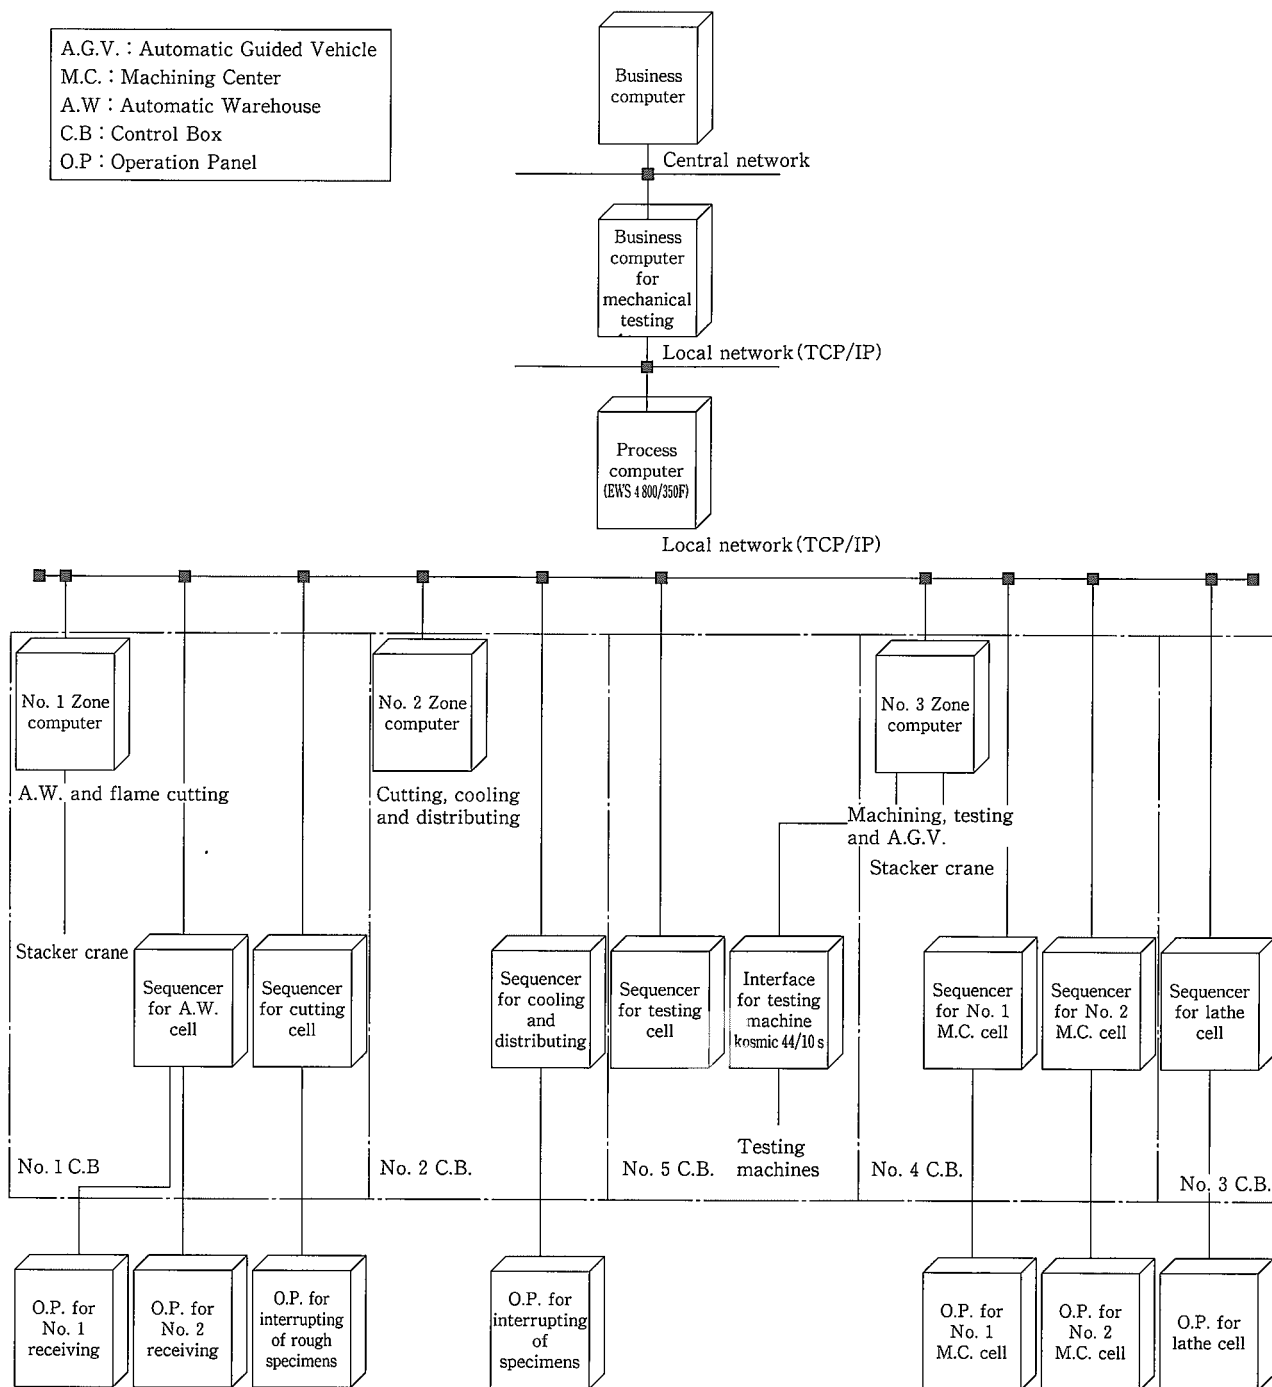 A.G.V. : Automatic Guided Vehicle
M.C. : Machining Center
A.W : Automatic Warehouse
C.B : Control Box
O.P : Operation Panel
Business
computer
Central network
Business
computer
for
mechanical
testing
Local network (TCP/IP)
Process
computer
(EWS 4800/350F)
Local network (TCP/IP)
No. 1 Zone
computer
A.W. and flame cutting
No. 2 Zone
computer
Cutting, cooling
and distributing
No. 3 Zone
computer
Machining, testing
and A.G.V.
Stacker crane
Stacker crane
Sequencer
for A.W.
cell
Sequencer
for cutting
cell
Sequencer
for cooling
and
distributing
Sequencer
for testing
cell
Interface
for testing
machine
kosmic 44/10 s
Sequencer
for No. 1
M.C. cell
Sequencer
for No. 2
M.C. cell
Sequencer
for lathe
cell
Testing
machines
No. 1 C.B
No. 2 C.B.
No. 5 C.B.
No. 4 C.B.
No. 3 C.B.
O.P. for
No. 1
receiving
O.P. for
No. 2
receiving
O.P. for
interrupting
of rough
specimens
O.P. for
interrupting
of
specimens
O.P. for
No. 1
M.C. cell
O.P. for
No. 2
M.C. cell
O.P. for
lathe cell